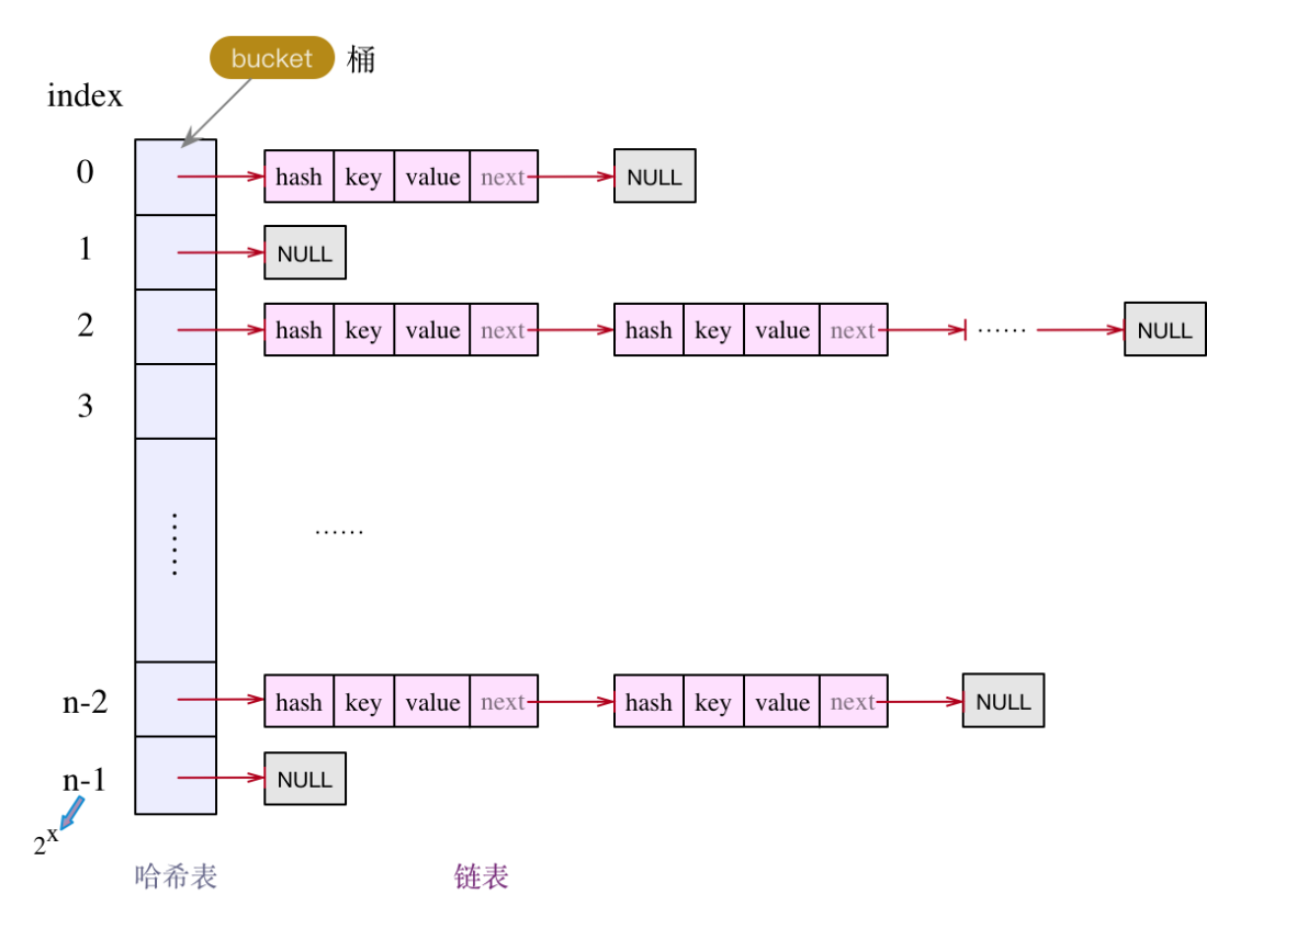 bucket 桶
index
0 hash key value next NULL
1 NULL
2 hash key value next hash key value next ······ NULL
3
······ ······
n-2 hash key value next hash key value next NULL
n-1 NULL
2^x
哈希表 链表